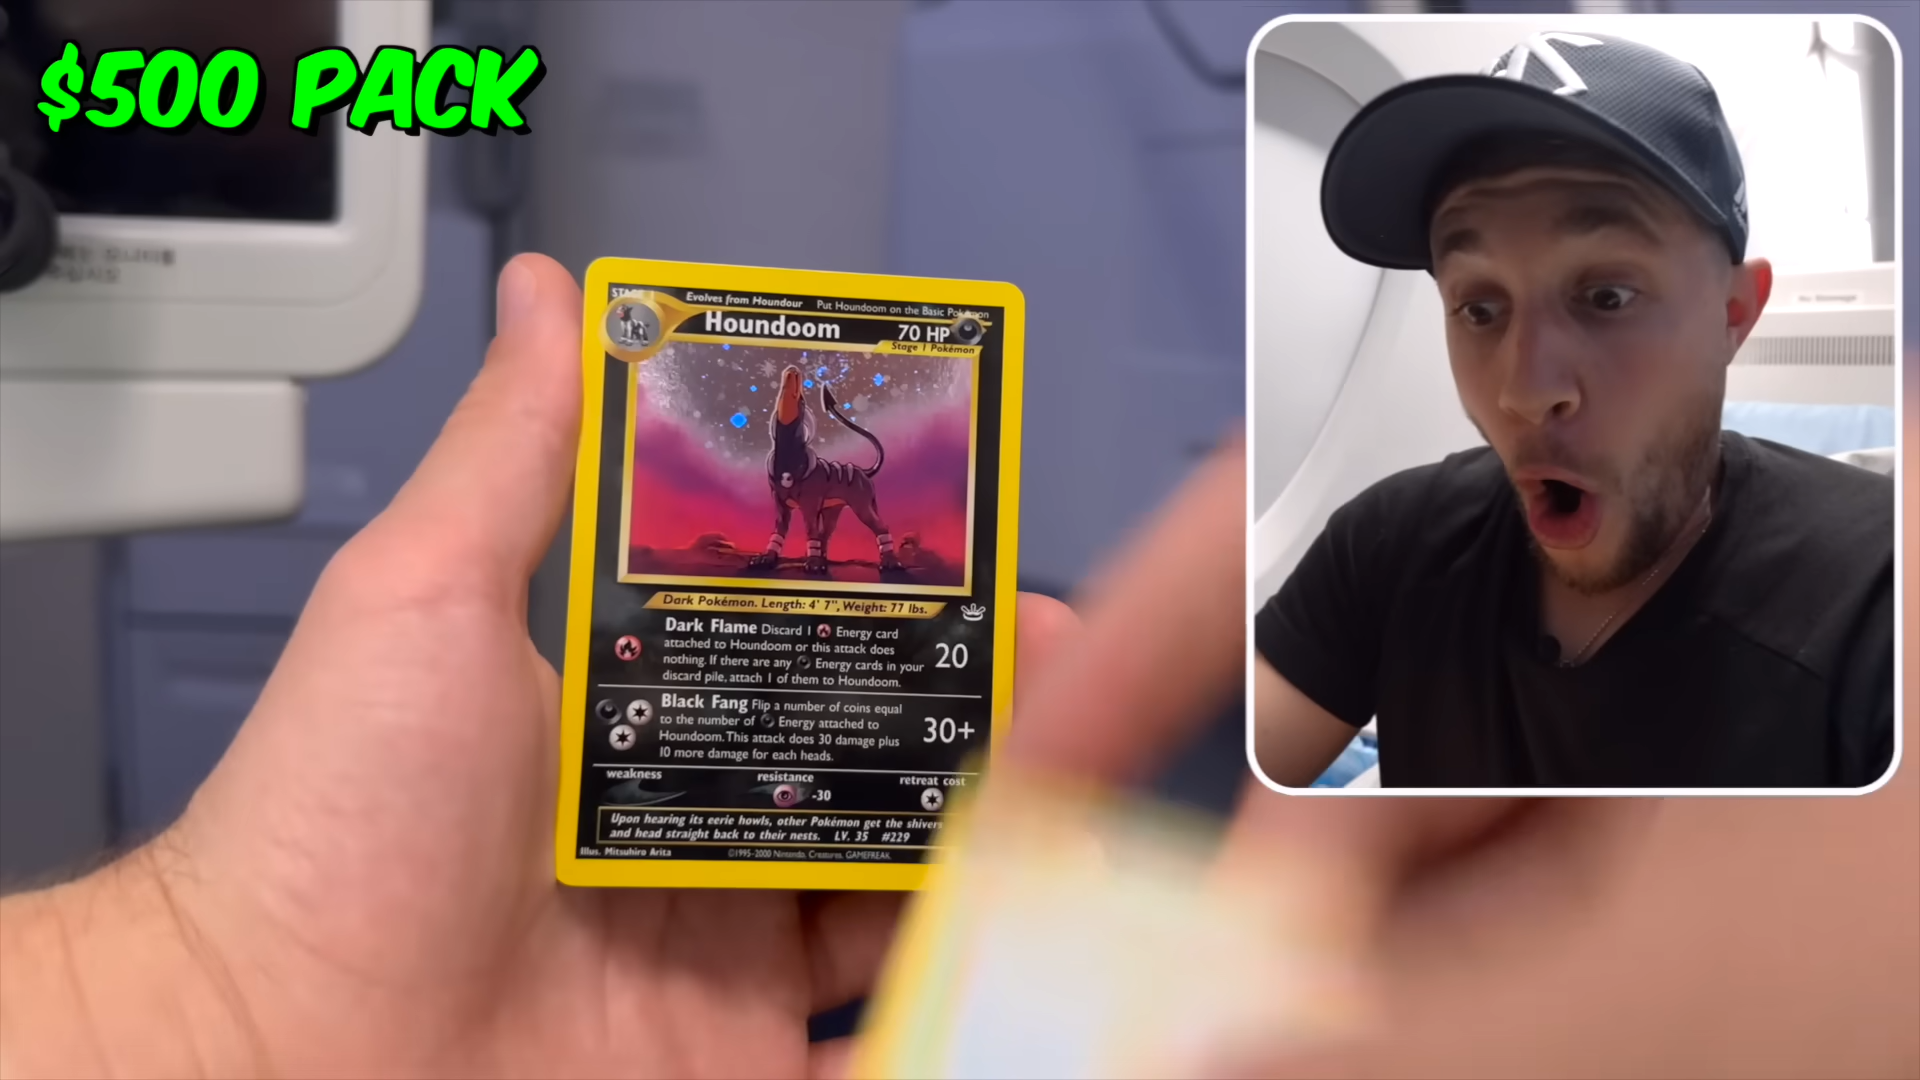 $500 PACK
Evolves from Houndour Put Houndoom on the Basic Pokémon
Houndoom 70 HP
Stage 1 Pokémon
Dark Pokémon. Length: 4' 7", Weight: 77 lbs.
Dark Flame Discard 1 Energy card
attached to Houndoom or this attack does
nothing. If there are any Energy cards in your
discard pile, attach 1 of them to Houndoom.
20
Black Fang Flip a number of coins equal
to the number of Energy attached to
Houndoom. This attack does 30 damage plus
10 more damage for each heads.
30+
weakness resistance retreat cost
-30
Upon hearing its eerie howls, other Pokémon get the shivers
and head straight back to their nests. LV. 35 #229
Illus. Mitsuhiro Arita ©1995-2000 Nintendo, Creatures, GAMEFREAK.